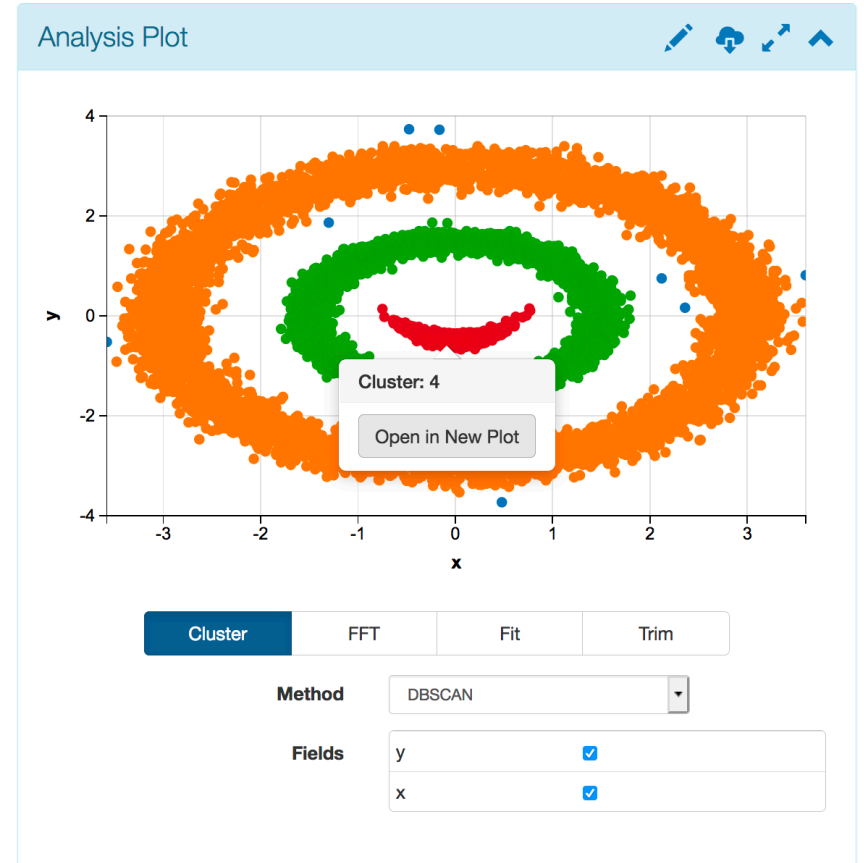 Analysis Plot
4
2
0
-2
-4
y
-3
-2
-1
0
1
2
3
x
Cluster: 4
Open in New Plot
Cluster FFT Fit Trim
Method DBSCAN
Fields y
x